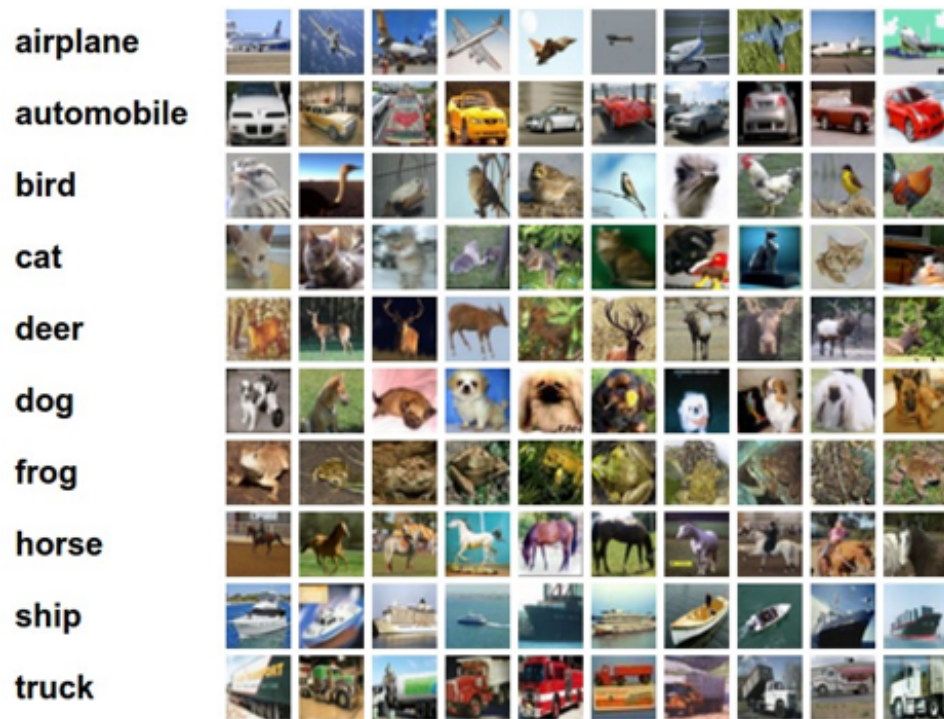 airplane
automobile
bird
cat
deer
dog
frog
horse
ship
truck